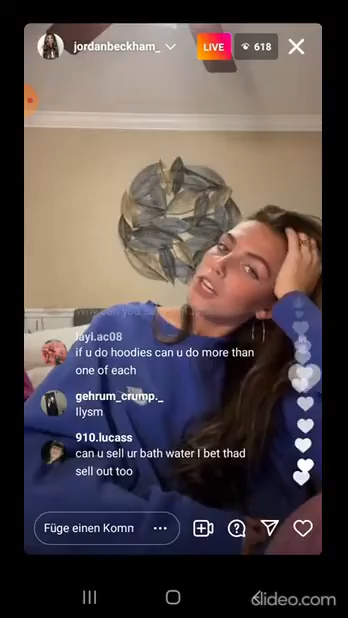 jordanbeckham_
LIVE
618
layl.ac08
if u do hoodies can u do more than
one of each
gehrum_crump._
Ilysm
910.lucass
can u sell ur bath water I bet thad
sell out too
Füge einen Komm
clideo.com